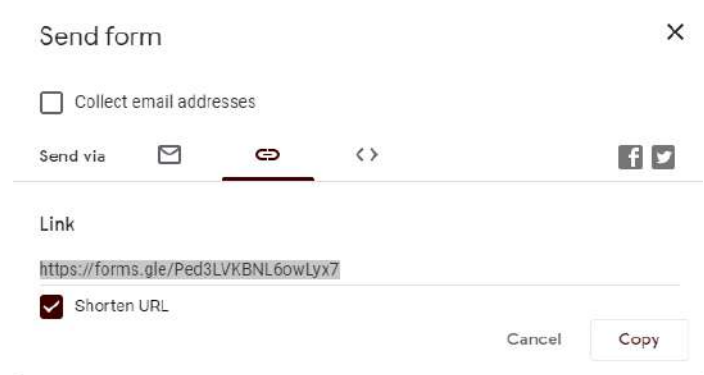 Send form
Collect email addresses
Send via
Link
https://forms.gle/Ped3LVKBNL6owLyx7
Shorten URL
Cancel Copy